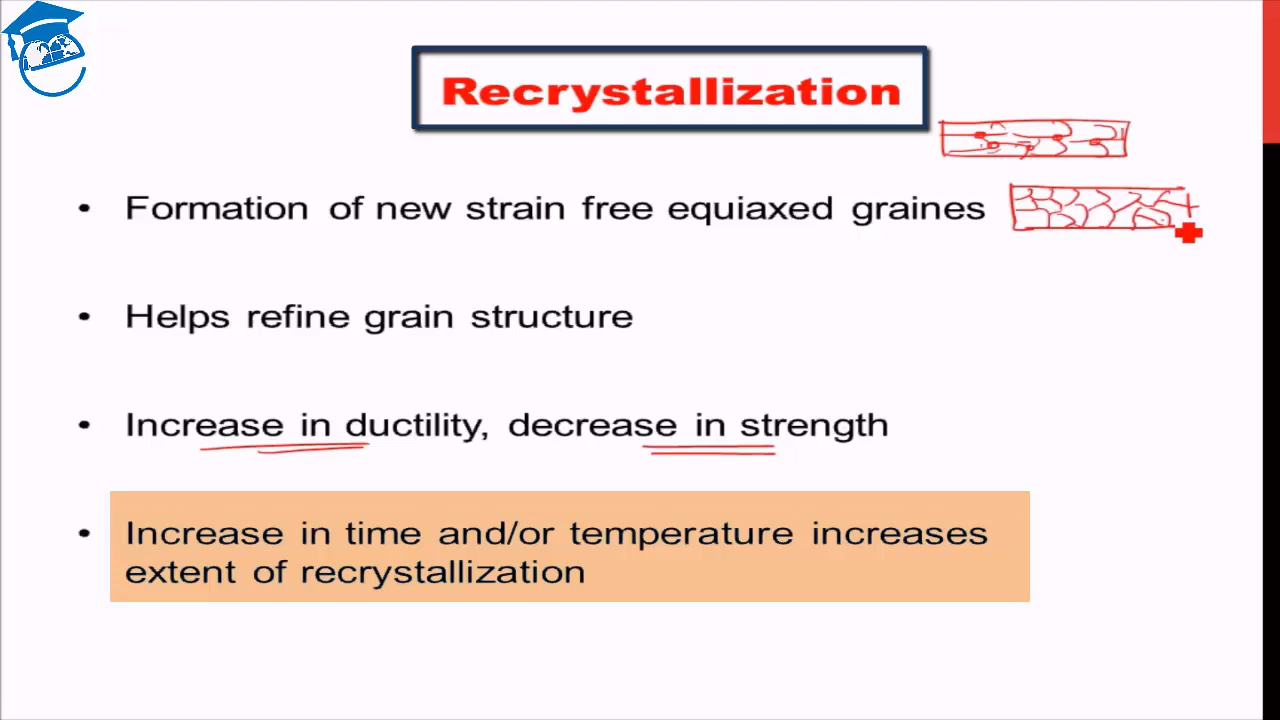 Recrystallization
• Formation of new strain free equiaxed graines
• Helps refine grain structure
• Increase in ductility, decrease in strength
• Increase in time and/or temperature increases
extent of recrystallization